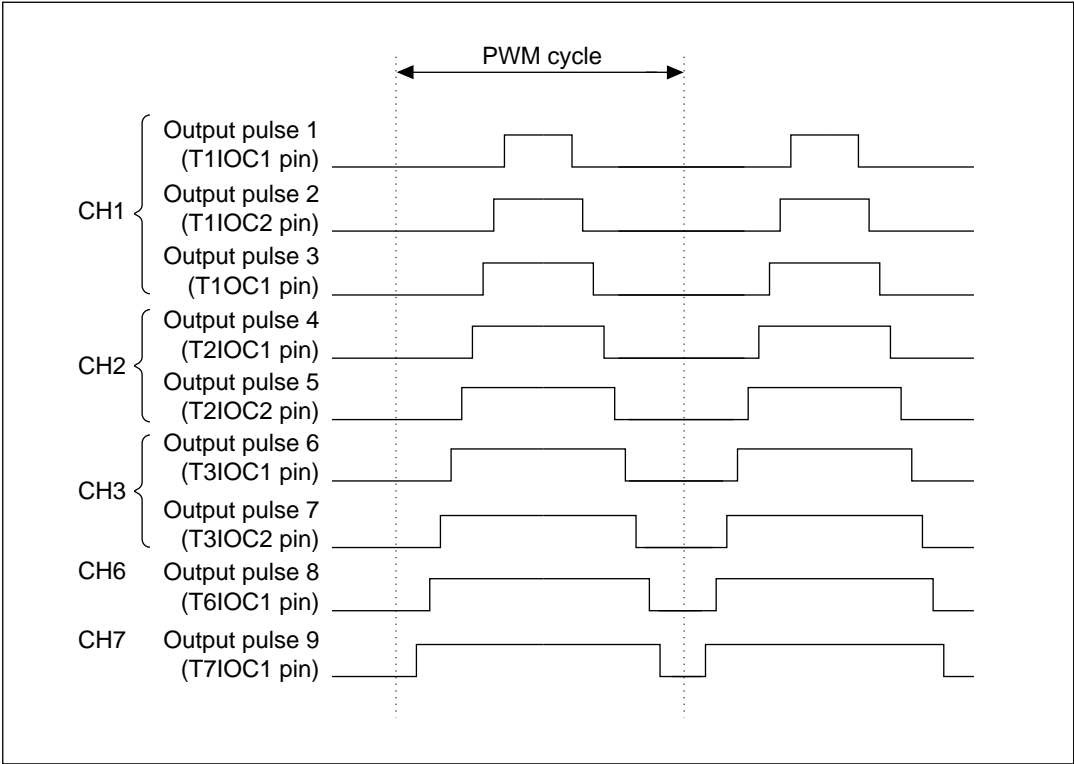 PWM cycle
Output pulse 1
(T1IOC1 pin)
Output pulse 2
CH1
(T1IOC2 pin)
Output pulse 3
(T1OC1 pin)
Output pulse 4
(T2IOC1 pin)
CH2
Output pulse 5
(T2IOC2 pin)
Output pulse 6
(T3IOC1 pin)
CH3
Output pulse 7
(T3IOC2 pin)
CH6 Output pulse 8
(T6IOC1 pin)
CH7 Output pulse 9
(T7IOC1 pin)